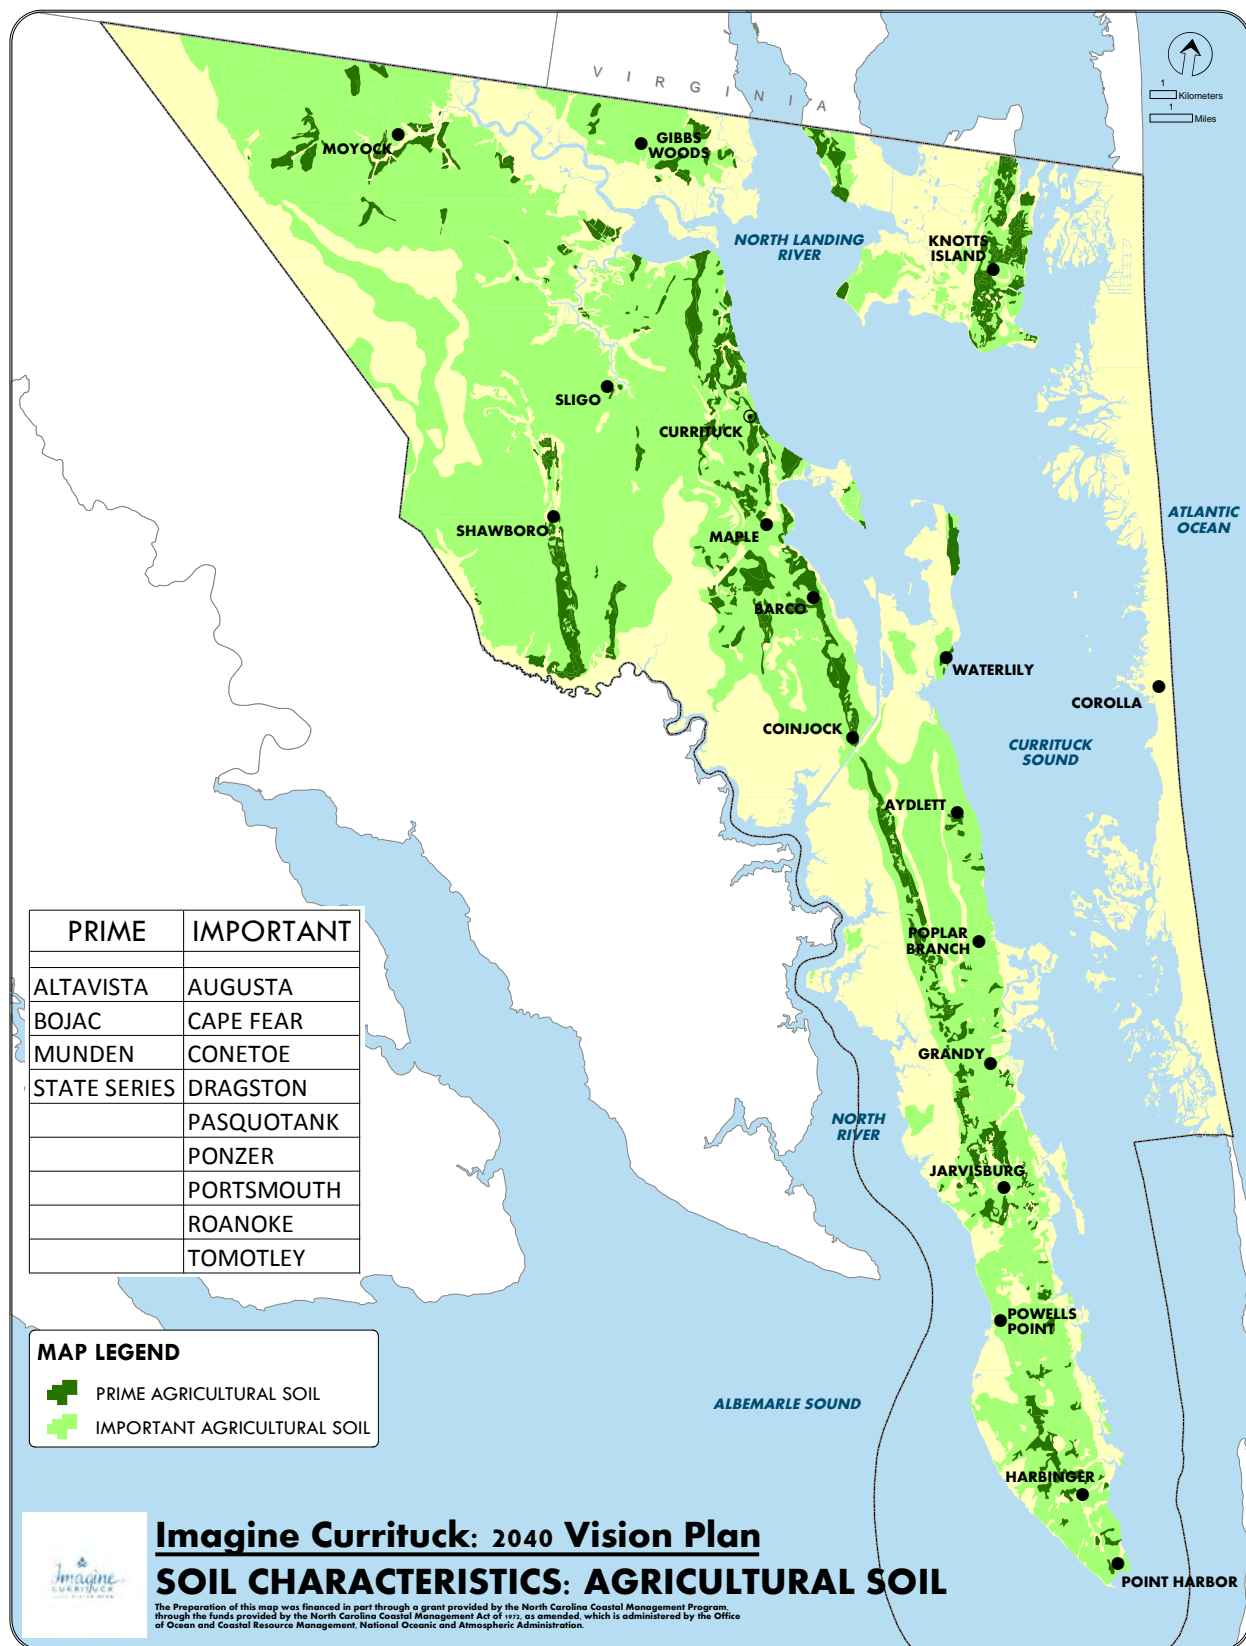 VIRGINIA
1
Kilometers
1
Miles
MOYOCK
GIBBS
WOODS
NORTH LANDING
RIVER
KNOTTS
ISLAND
SLIGO
CURRITUCK
SHAWBORO
MAPLE
ATLANTIC
OCEAN
BARCO
WATERLILY
COROLLA
COINJOCK
CURRITUCK
SOUND
AYDLETT
POPLAR
BRANCH
GRANDY
NORTH
RIVER
JARVISBURG
POWELLS
POINT
ALBEMARLE SOUND
HARBINGER
POINT HARBOR
PRIME IMPORTANT
ALTAVISTA AUGUSTA
BOJAC CAPE FEAR
MUNDEN CONETOE
STATE SERIES DRAGSTON
PASQUOTANK
PONZER
PORTSMOUTH
ROANOKE
TOMOTLEY
MAP LEGEND
PRIME AGRICULTURAL SOIL
IMPORTANT AGRICULTURAL SOIL
Imagine
CURRITUCK
Imagine Currituck: 2040 Vision Plan
SOIL CHARACTERISTICS: AGRICULTURAL SOIL
The Preparation of this map was financed in part through a grant provided by the North Carolina Coastal Management Program,
through the funds provided by the North Carolina Coastal Management Act of 1972, as amended, which is administered by the Office
of Ocean and Coastal Resource Management, National Oceanic and Atmospheric Administration.